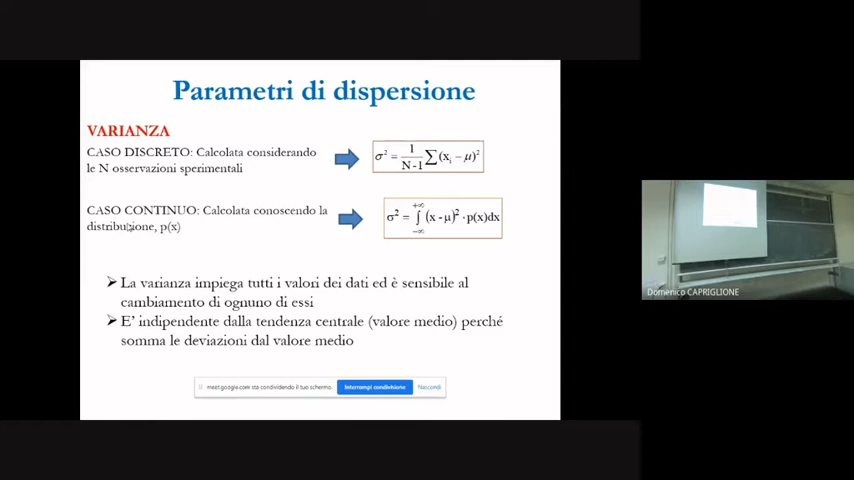 Parametri di dispersione
VARIANZA
CASO DISCRETO: Calcolata considerando
le N osservazioni sperimentali
σ² = 1/(N-1) ∑(xᵢ – μ)²
CASO CONTINUO: Calcolata conoscendo la
distribuzione, p(x)
σ² = ∫₋∞⁺∞ (x - μ)² · p(x)dx
➢ La varianza impiega tutti i valori dei dati ed è sensibile al
cambiamento di ognuno di essi
➢ E' indipendente dalla tendenza centrale (valore medio) perché
somma le deviazioni dal valore medio
meet.google.com sta condividendo il tuo schermo.
Interrompi condivisione
Nascondi
Domenico CAPRIGLIONE